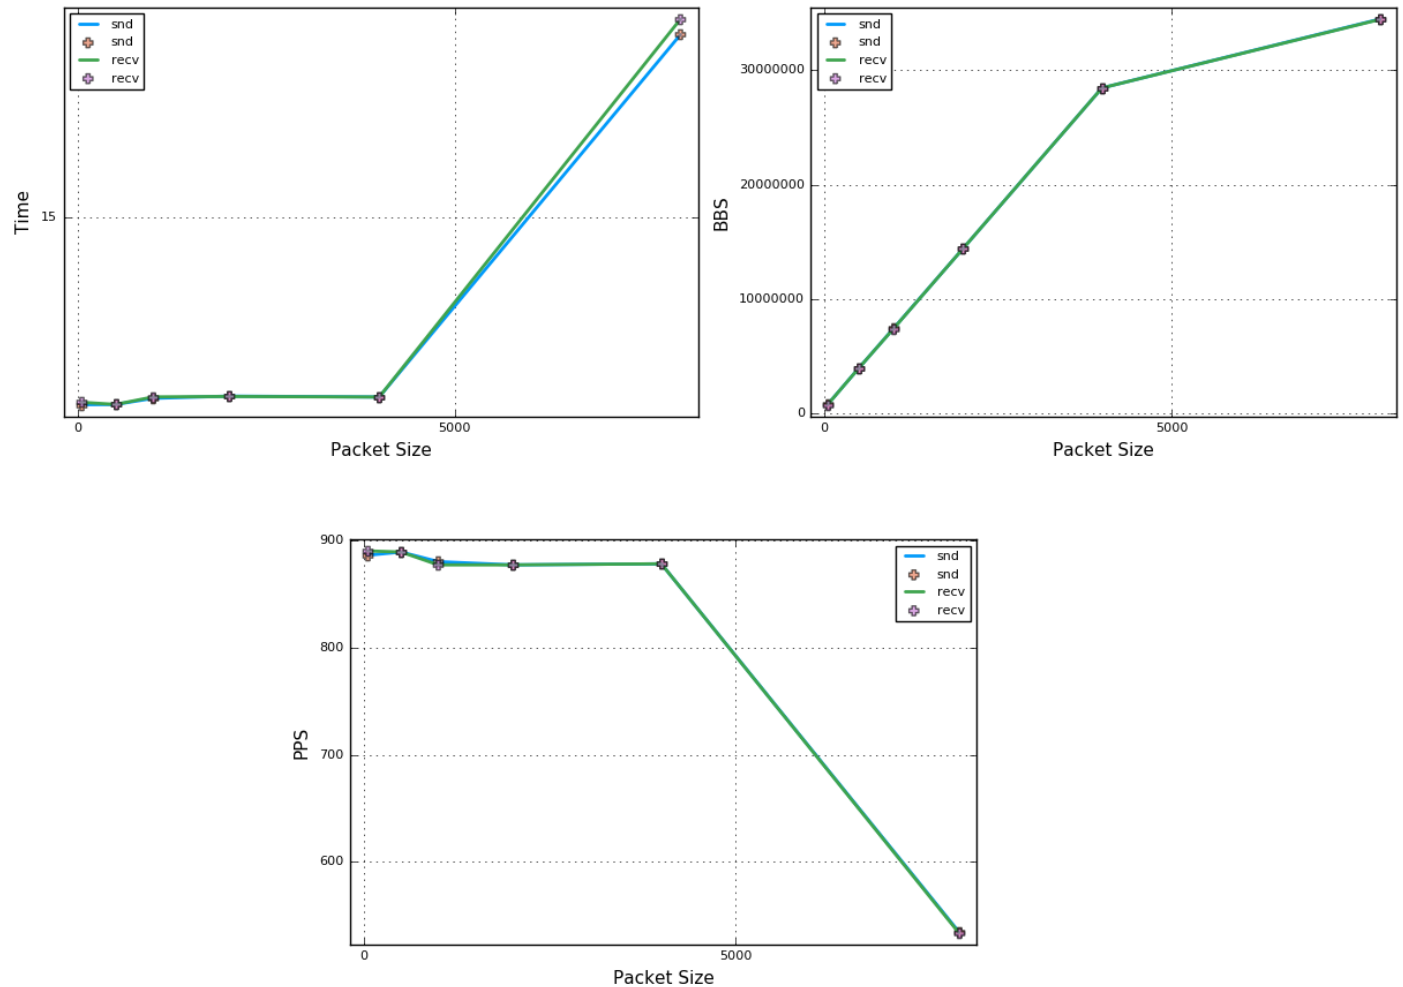 snd
snd
recv
recv
Time
15
0
5000
Packet Size
snd
snd
recv
recv
BBS
30000000
20000000
10000000
0
0
5000
Packet Size
snd
snd
recv
recv
PPS
900
800
700
600
0
5000
Packet Size